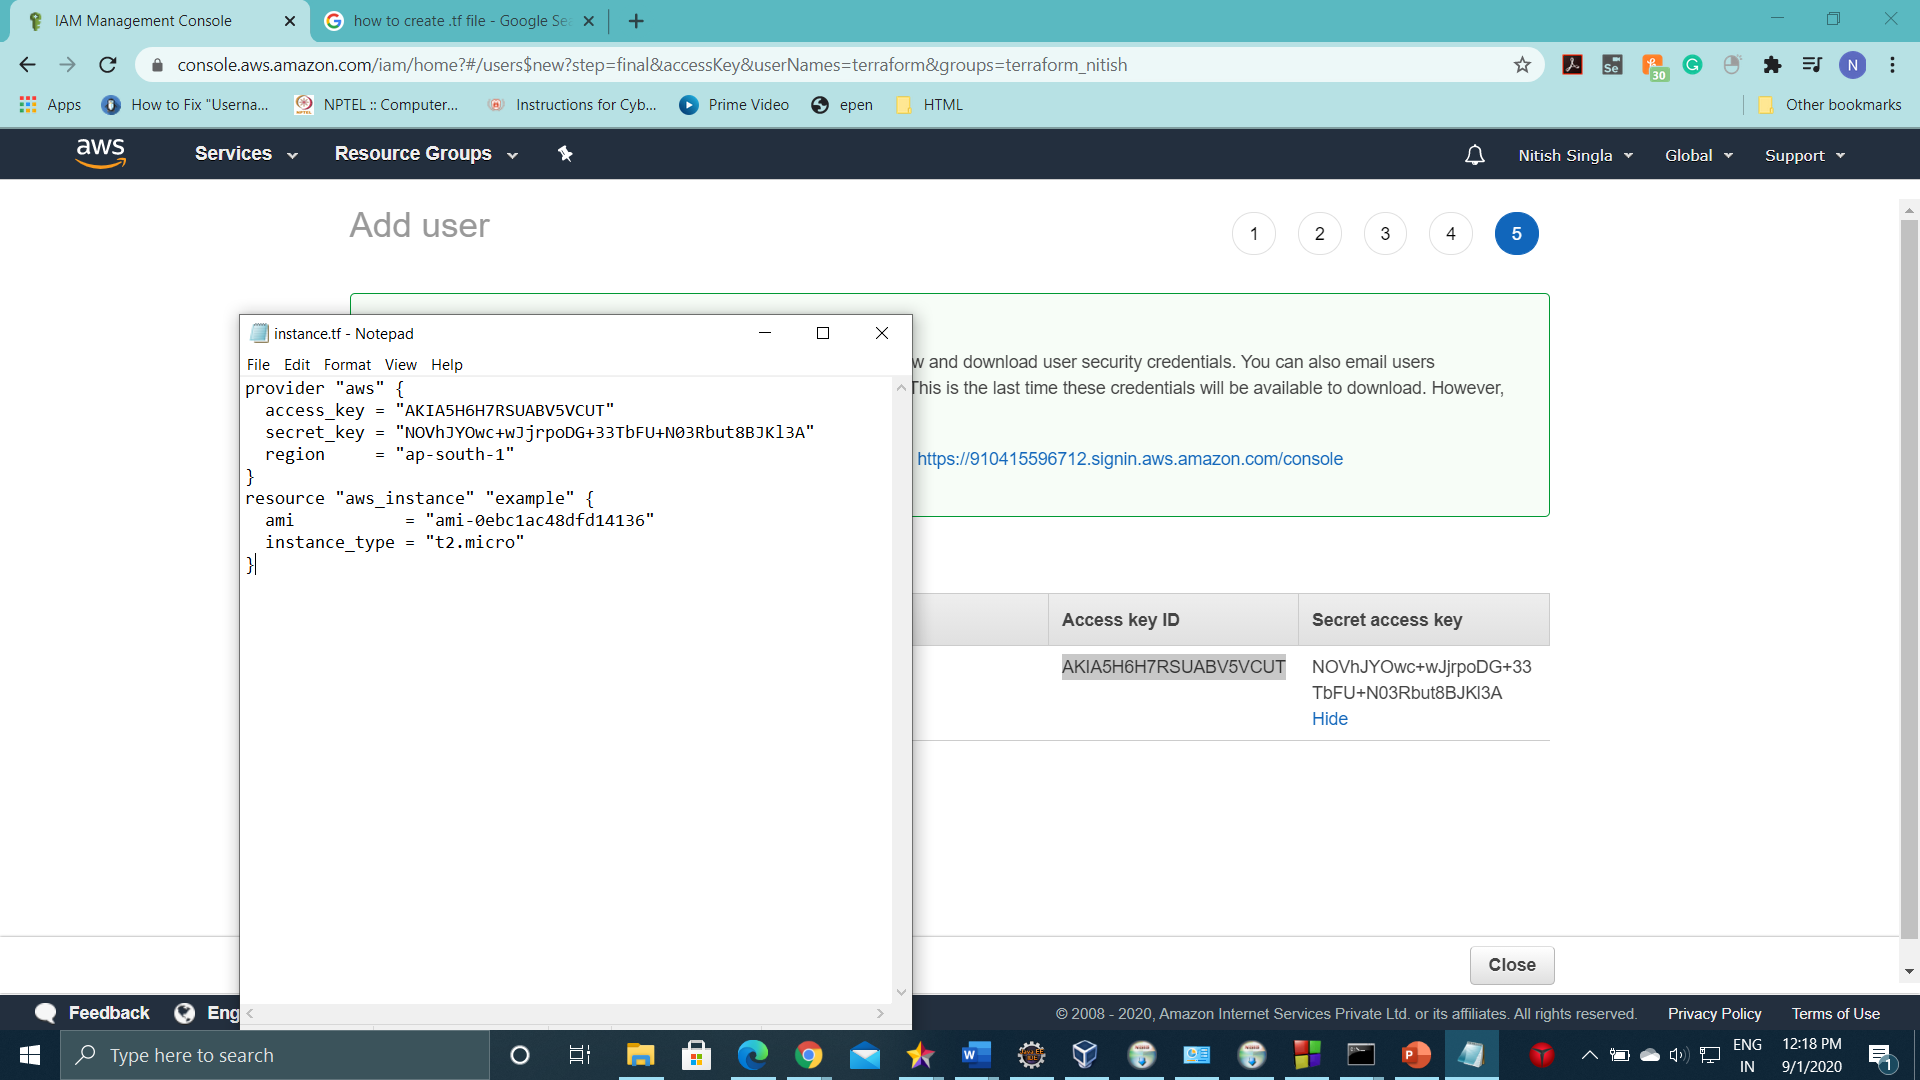 IAM Management Console
how to create .tf file - Google Se
console.aws.amazon.com/iam/home?#/users$new?step=final&accessKey&userNames=terraform&groups=terraform_nitish
30
N
Apps
How to Fix "Userna...
NPTEL :: Computer...
Instructions for Cyb...
Prime Video
epen
HTML
Other bookmarks
aws
Services
Resource Groups
Nitish Singla
Global
Support
Add user
1 2 3 4 5
instance.tf - Notepad
File Edit Format View Help
provider "aws" {
access_key = "AKIA5H6H7RSUABV5VCUT"
secret_key = "NOVhJYOwc+wJjrpoDG+33TbFU+N03Rbut8BJKl3A"
region = "ap-south-1"
}
resource "aws_instance" "example" {
ami = "ami-0ebc1ac48dfd14136"
instance_type = "t2.micro"
}
w and download user security credentials. You can also email users
This is the last time these credentials will be available to download. However,
https://910415596712.signin.aws.amazon.com/console
Access key ID
Secret access key
AKIA5H6H7RSUABV5VCUT
NOVhJYOwc+wJjrpoDG+33
TbFU+N03Rbut8BJKl3A
Hide
Close
Feedback
Eng
© 2008 - 2020, Amazon Internet Services Private Ltd. or its affiliates. All rights reserved.
Privacy Policy
Terms of Use
Type here to search
ENG
IN
12:18 PM
9/1/2020
1